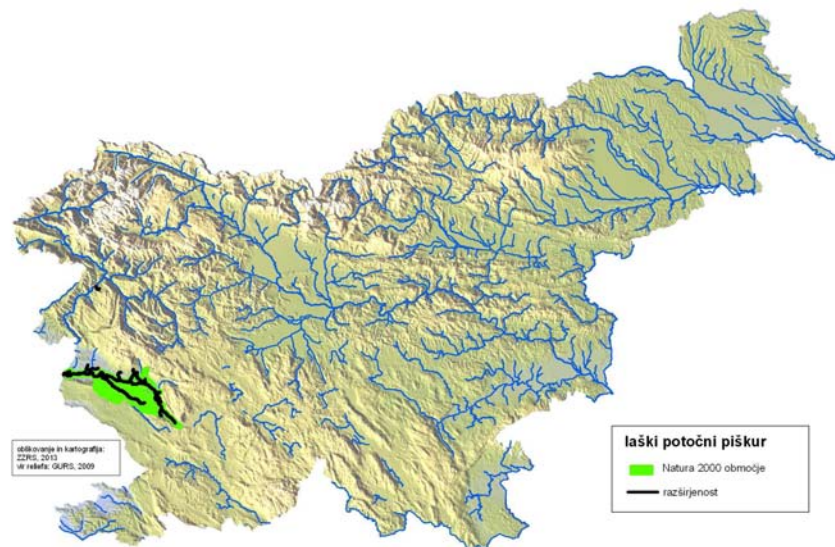 oblikovanje in kartografija:
ZZRS, 2013
vir reliefa: GURS, 2009
laški potočni piškur
Natura 2000 območje
razširjenost